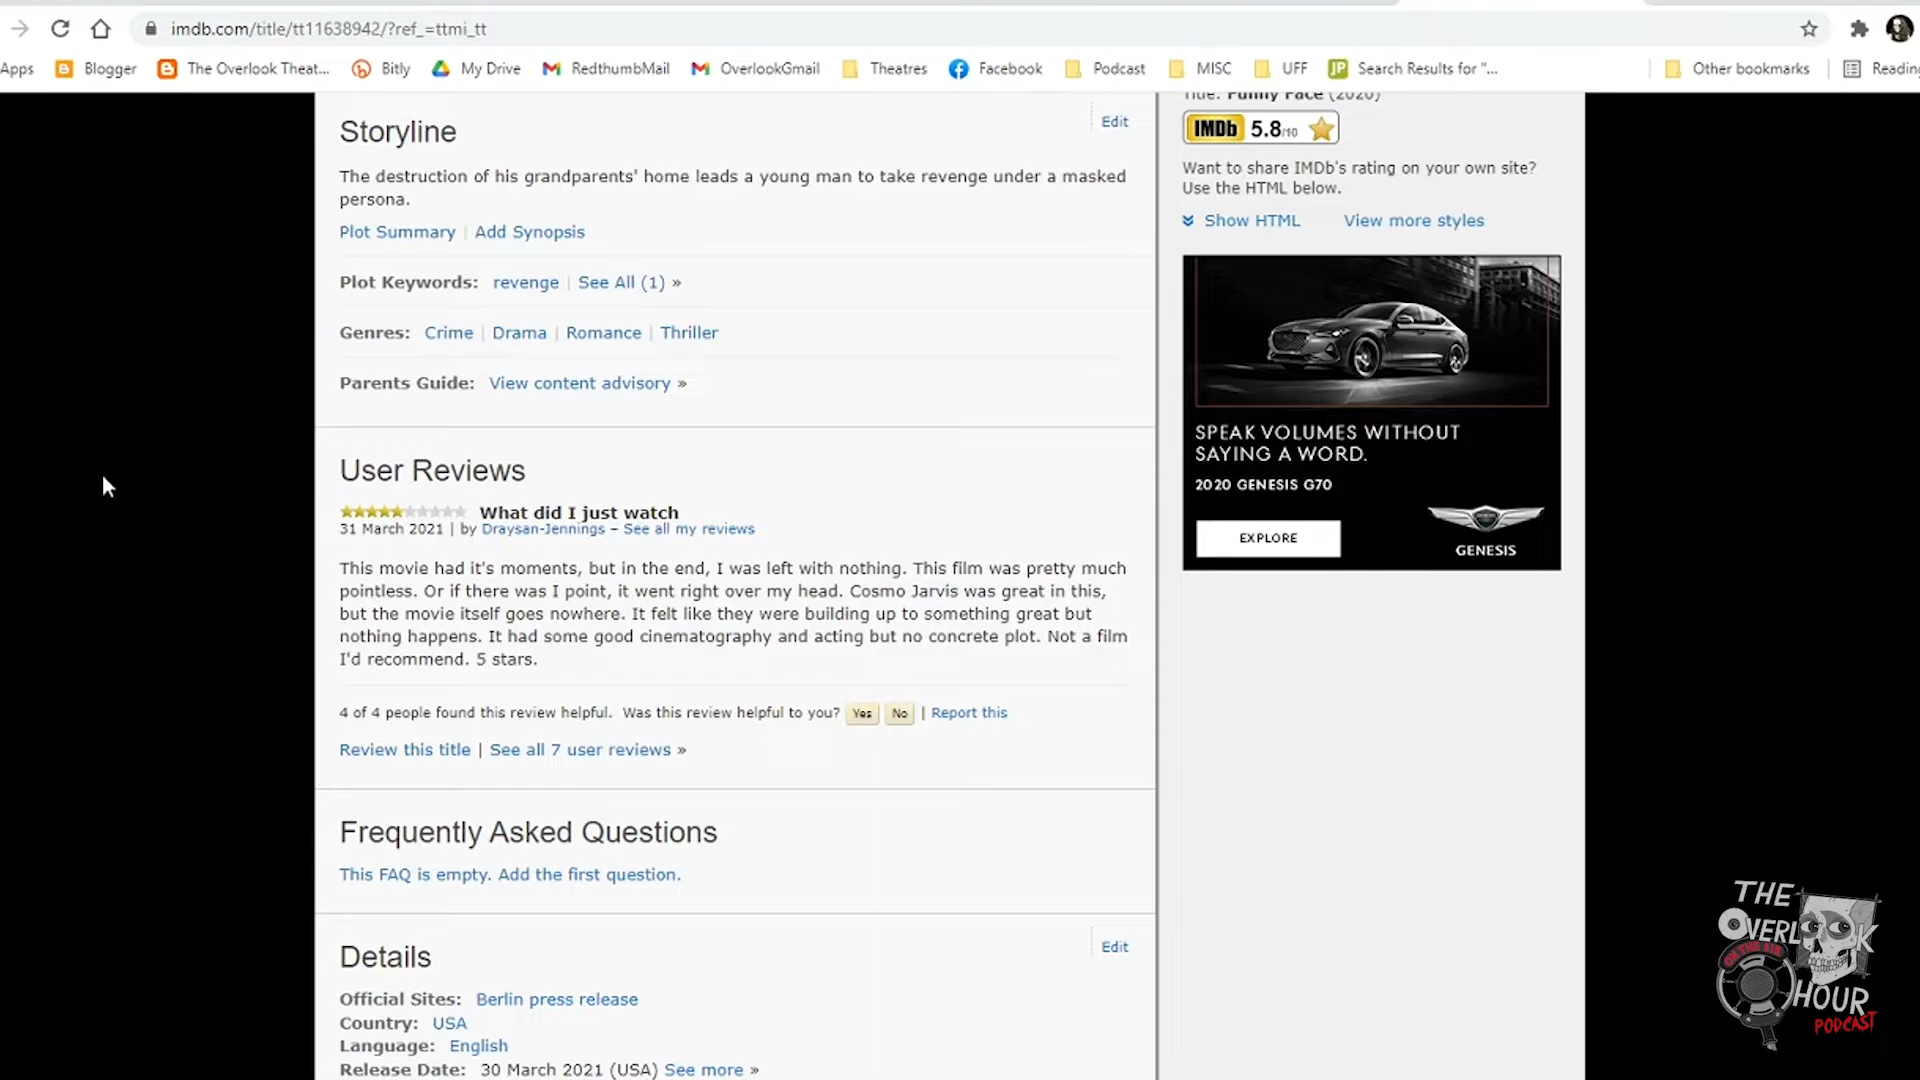 imdb.com/title/tt11638942/?ref_=ttmi_tt
Apps Blogger The Overlook Theat... Bitly My Drive RedthumbMail OverlookGmail Theatres Facebook Podcast MISC UFF Search Results for "... Other bookmarks Reading
Title: Funny Face (2020)
IMDb 5.8/10
Want to share IMDb's rating on your own site?
Use the HTML below.
Show HTML View more styles
Storyline
Edit
The destruction of his grandparents' home leads a young man to take revenge under a masked
persona.
Plot Summary | Add Synopsis
Plot Keywords: revenge | See All (1) »
Genres: Crime | Drama | Romance | Thriller
Parents Guide: View content advisory »
SPEAK VOLUMES WITHOUT
SAYING A WORD.
2020 GENESIS G70
EXPLORE
GENESIS
User Reviews
What did I just watch
31 March 2021 | by Draysan-Jennings – See all my reviews
This movie had it's moments, but in the end, I was left with nothing. This film was pretty much
pointless. Or if there was I point, it went right over my head. Cosmo Jarvis was great in this,
but the movie itself goes nowhere. It felt like they were building up to something great but
nothing happens. It had some good cinematography and acting but no concrete plot. Not a film
I'd recommend. 5 stars.
4 of 4 people found this review helpful. Was this review helpful to you? Yes No | Report this
Review this title | See all 7 user reviews »
Frequently Asked Questions
This FAQ is empty. Add the first question.
Details
Edit
Official Sites: Berlin press release
Country: USA
Language: English
Release Date: 30 March 2021 (USA) See more »
THE
OVERLOOK
ON THE AIR
HOUR
PODCAST